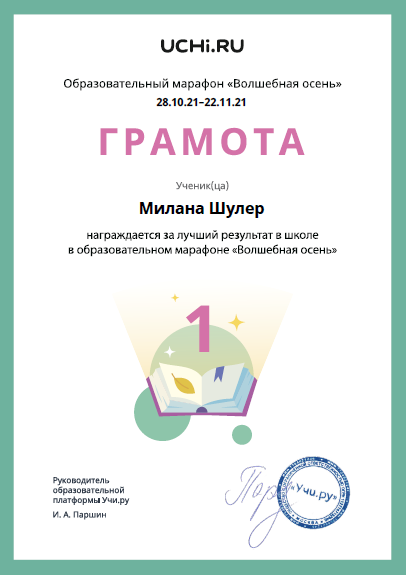 UCHi.RU
Образовательный марафон «Волшебная осень»
28.10.21–22.11.21
ГРАМОТА
Ученик(ца)
Милана Шулер
награждается за лучший результат в школе
в образовательном марафоне «Волшебная осень»
1
Руководитель
образовательной
платформы Учи.ру
И. А. Паршин
«Учи.ру»
МОСКВА